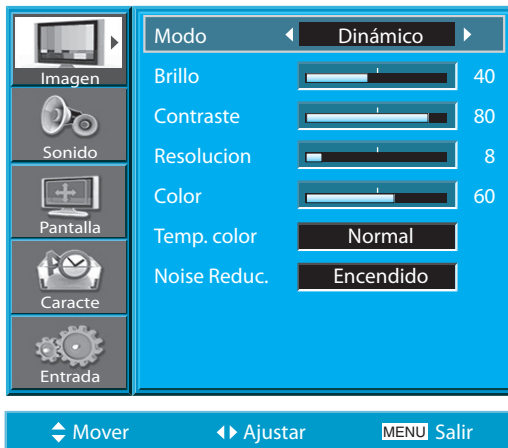 Imagen
Sonido
Pantalla
Caracte
Entrada
Modo Dinámico
Brillo 40
Contraste 80
Resolucion 8
Color 60
Temp. color Normal
Noise Reduc. Encendido
Mover Ajustar MENU Salir